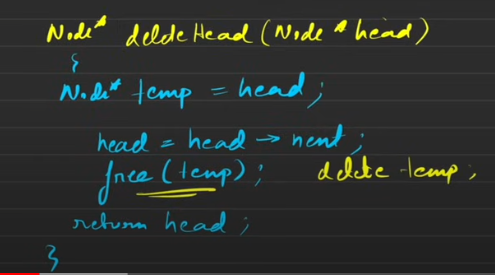 Node* deleteHead(Node* head)
{
Node* temp = head;
head = head → next;
free(temp); delete temp;
return head;
}